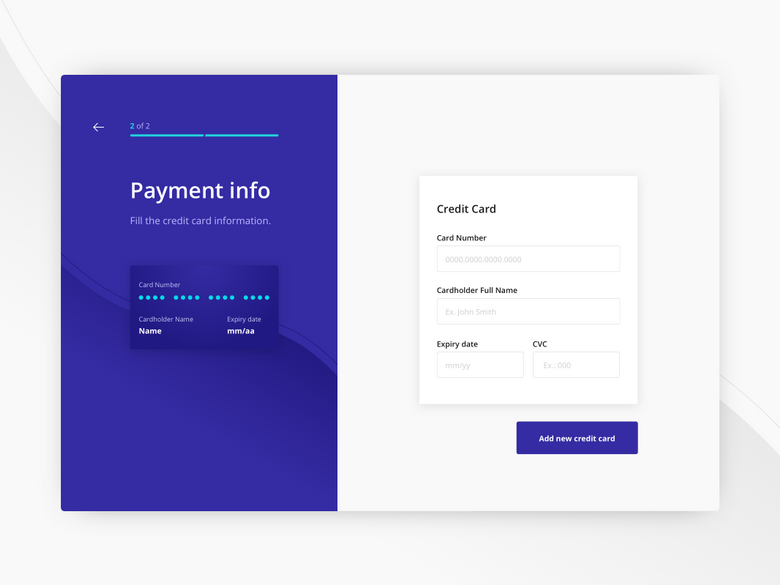 2 of 2
Payment info
Fill the credit card information.
Card Number
Cardholder Name Expiry date
Name mm/aa
Credit Card
Card Number
0000.0000.0000.0000
Cardholder Full Name
Ex. John Smith
Expiry date CVC
mm/yy Ex.: 000
Add new credit card